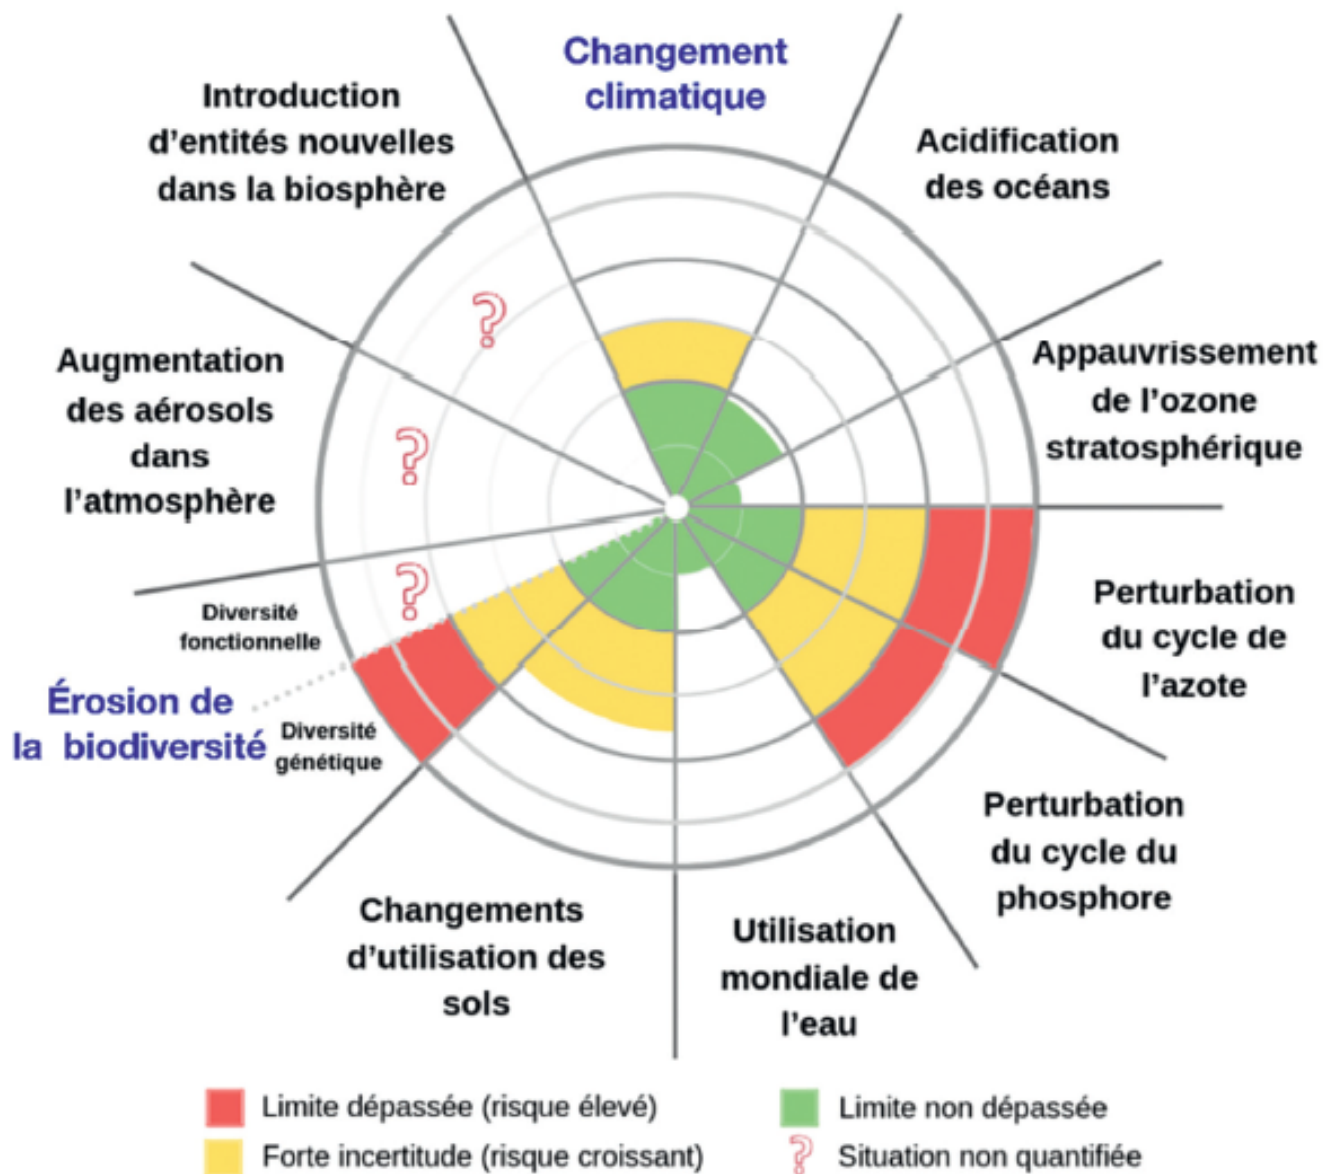 Changement
climatique
Acidification
des océans
Appauvrissement
de l’ozone
stratosphérique
Perturbation
du cycle de
l’azote
Perturbation
du cycle du
phosphore
Utilisation
mondiale de
l’eau
Changements
d’utilisation des
sols
Érosion de
la biodiversité
Diversité
génétique
Diversité
fonctionnelle
Augmentation
des aérosols
dans
l’atmosphère
Introduction
d’entités nouvelles
dans la biosphère
?
?
?
Limite dépassée (risque élevé)
Forte incertitude (risque croissant)
Limite non dépassée
? Situation non quantifiée